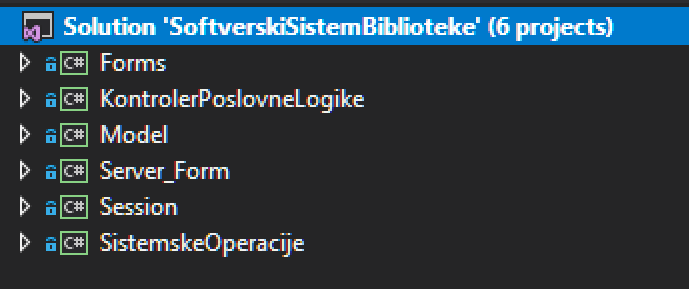 Solution 'SoftverskiSistemBiblioteke' (6 projects)
C# Forms
C# KontrolerPoslovneLogike
C# Model
C# Server_Form
C# Session
C# SistemskeOperacije